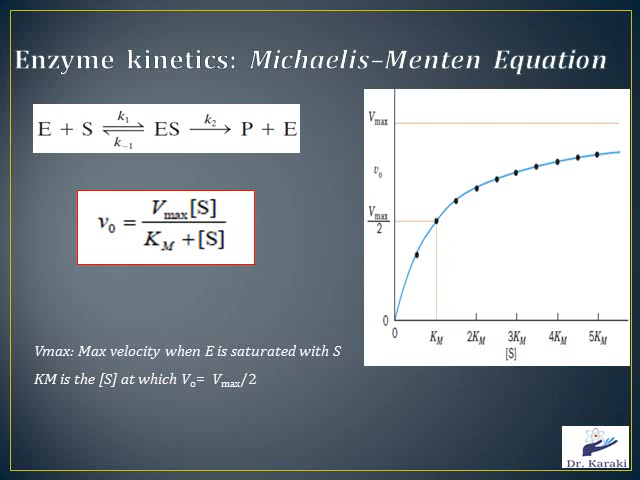 Enzyme kinetics: Michaelis–Menten Equation
E + S ⇌ ES → P + E
k₁
k₋₁
k₂
v₀ = Vmax[S] / (K_M + [S])
Vmax: Max velocity when E is saturated with S
KM is the [S] at which Vo= Vmax/2
Vmax
v₀
Vmax
2
0
0 K_M 2K_M 3K_M 4K_M 5K_M
[S]
Dr. Karaki